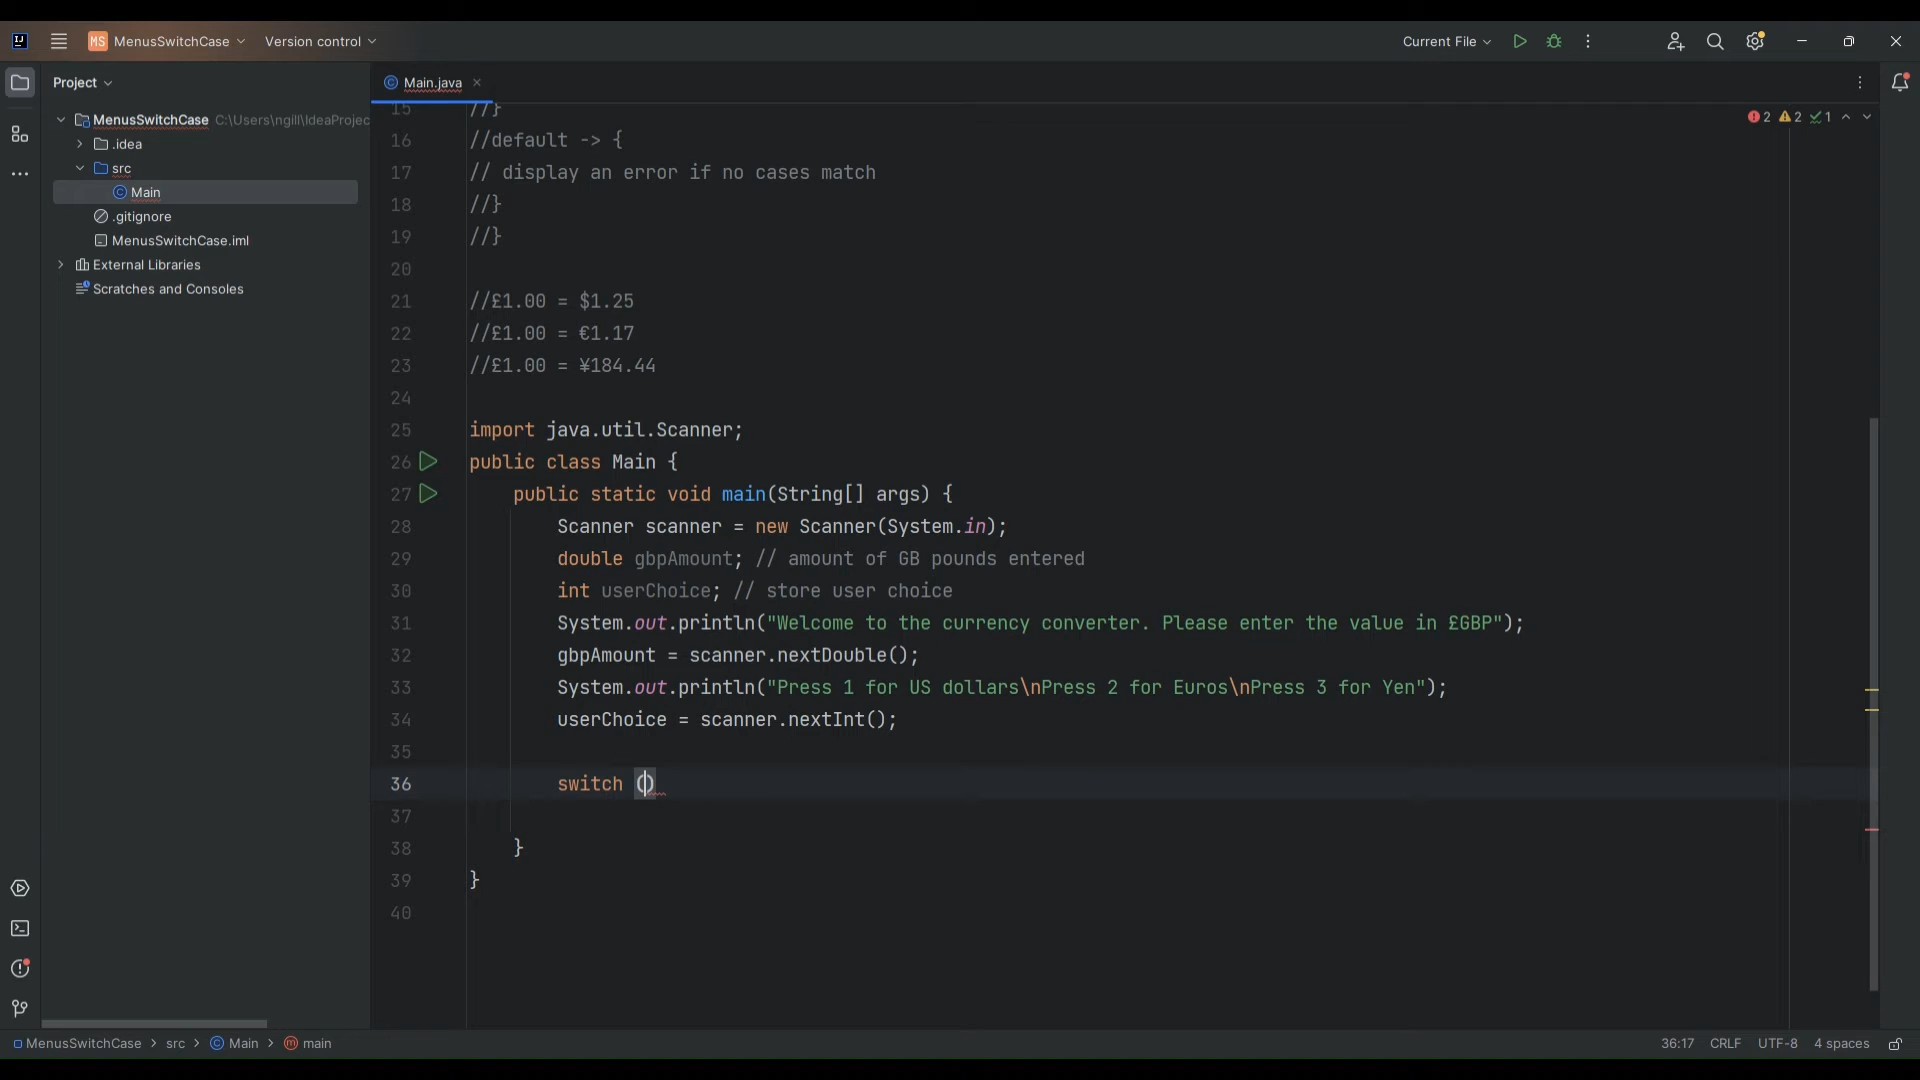 MS MenusSwitchCase Version control Current File
Project
Main.java
MenusSwitchCase C:\Users\ngill\IdeaProjec
.idea
src
Main
.gitignore
MenusSwitchCase.iml
External Libraries
Scratches and Consoles
2 2 1
15 //}
16 //default -> {
17 // display an error if no cases match
18 //}
19 //}
20
21 //£1.00 = $1.25
22 //£1.00 = €1.17
23 //£1.00 = ¥184.44
24
25 import java.util.Scanner;
26 public class Main {
27 public static void main(String[] args) {
28 Scanner scanner = new Scanner(System.in);
29 double gbpAmount; // amount of GB pounds entered
30 int userChoice; // store user choice
31 System.out.println("Welcome to the currency converter. Please enter the value in £GBP");
32 gbpAmount = scanner.nextDouble();
33 System.out.println("Press 1 for US dollars\nPress 2 for Euros\nPress 3 for Yen");
34 userChoice = scanner.nextInt();
35
36 switch ()
37
38 }
39 }
40
MenusSwitchCase > src > Main > main 36:17 CRLF UTF-8 4 spaces